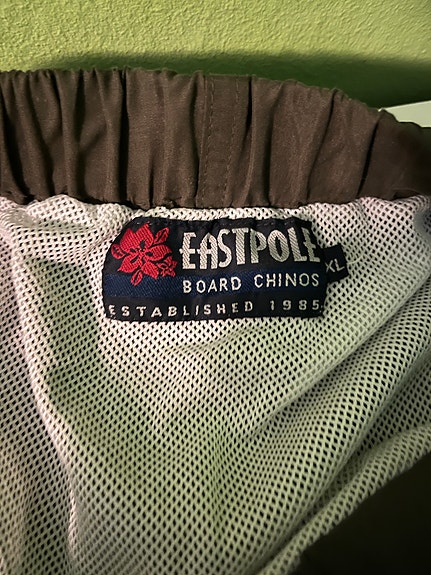 EASTPOLE
XL
BOARD CHINOS
ESTABLISHED 1985